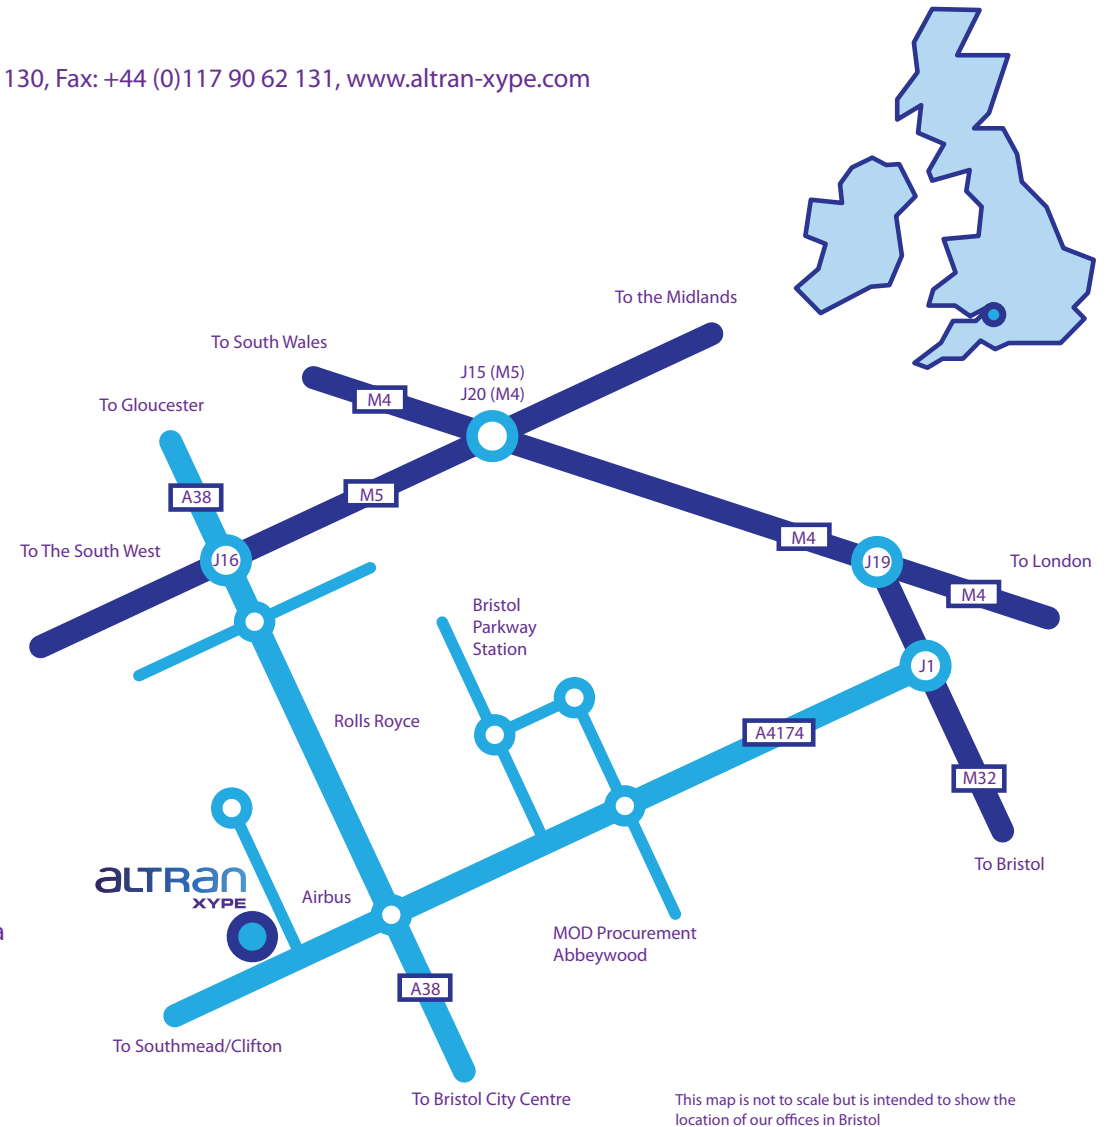 130, Fax: +44 (0)117 90 62 131, www.altran-xype.com
To the Midlands
To South Wales
J15 (M5)
J20 (M4)
M4
To Gloucester
A38
M5
To The South West
J16
M4
J19
To London
M4
Bristol
Parkway
Station
J1
Rolls Royce
A4174
M32
To Bristol
ALTRan
XYPE
Airbus
a
MOD Procurement
Abbeywood
A38
To Southmead/Clifton
To Bristol City Centre
This map is not to scale but is intended to show the
location of our offices in Bristol